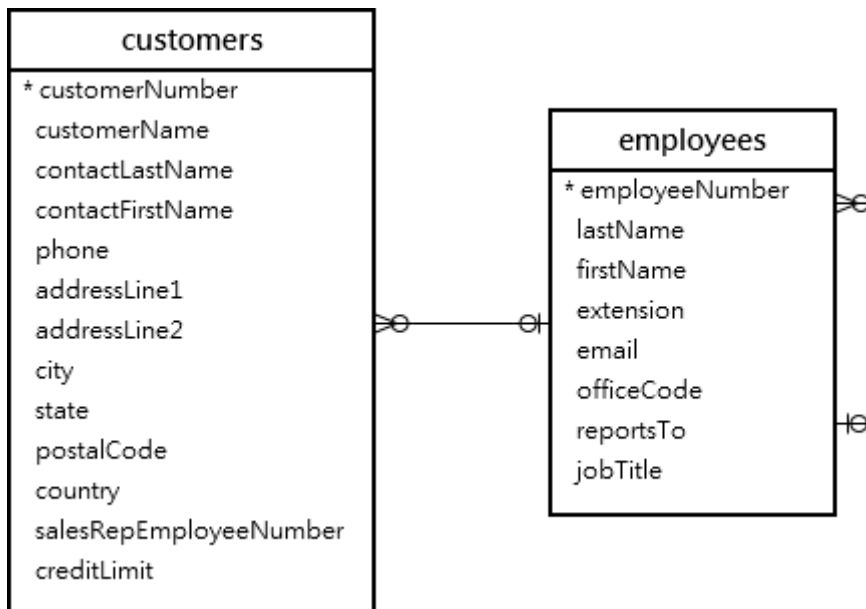 customers
* customerNumber
customerName
contactLastName
contactFirstName
phone
addressLine1
addressLine2
city
state
postalCode
country
salesRepEmployeeNumber
creditLimit
employees
* employeeNumber
lastName
firstName
extension
email
officeCode
reportsTo
jobTitle